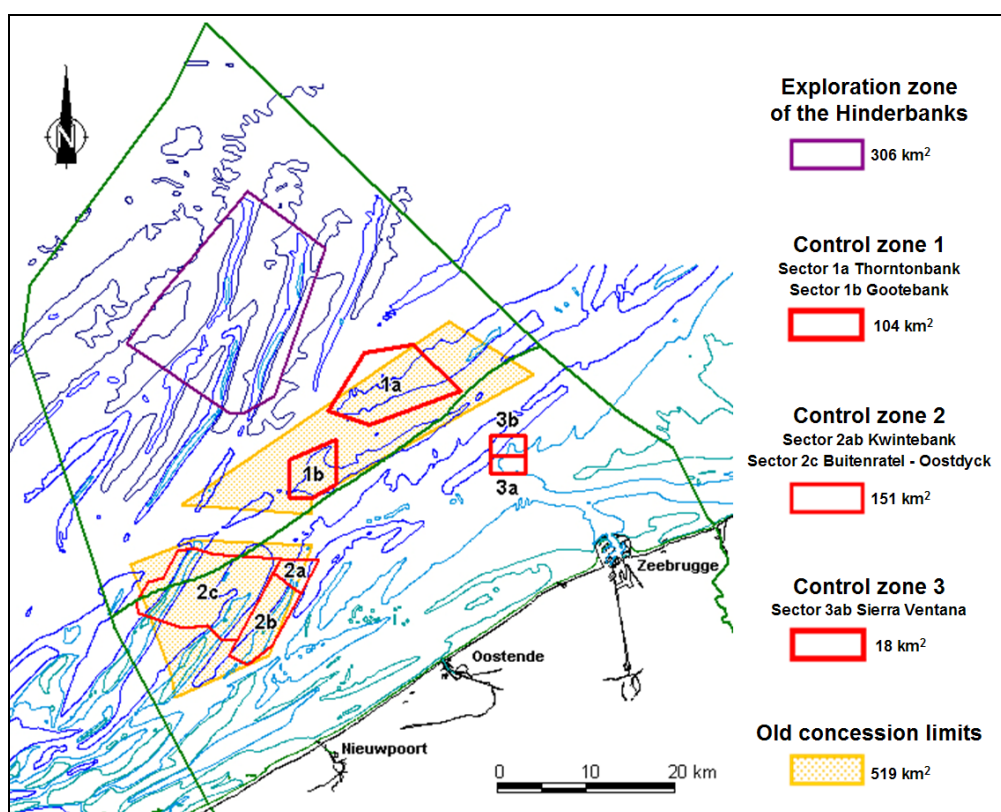 N
1a
1b
3b
3a
2a
2c
2b
Zeebrugge
Oostende
Nieuwpoort
0 10 20 km
Exploration zone
of the Hinderbanks
306 km²
Control zone 1
Sector 1a Thorntonbank
Sector 1b Gootebank
104 km²
Control zone 2
Sector 2ab Kwintebank
Sector 2c Buitenratel - Oostdyck
151 km²
Control zone 3
Sector 3ab Sierra Ventana
18 km²
Old concession limits
519 km²